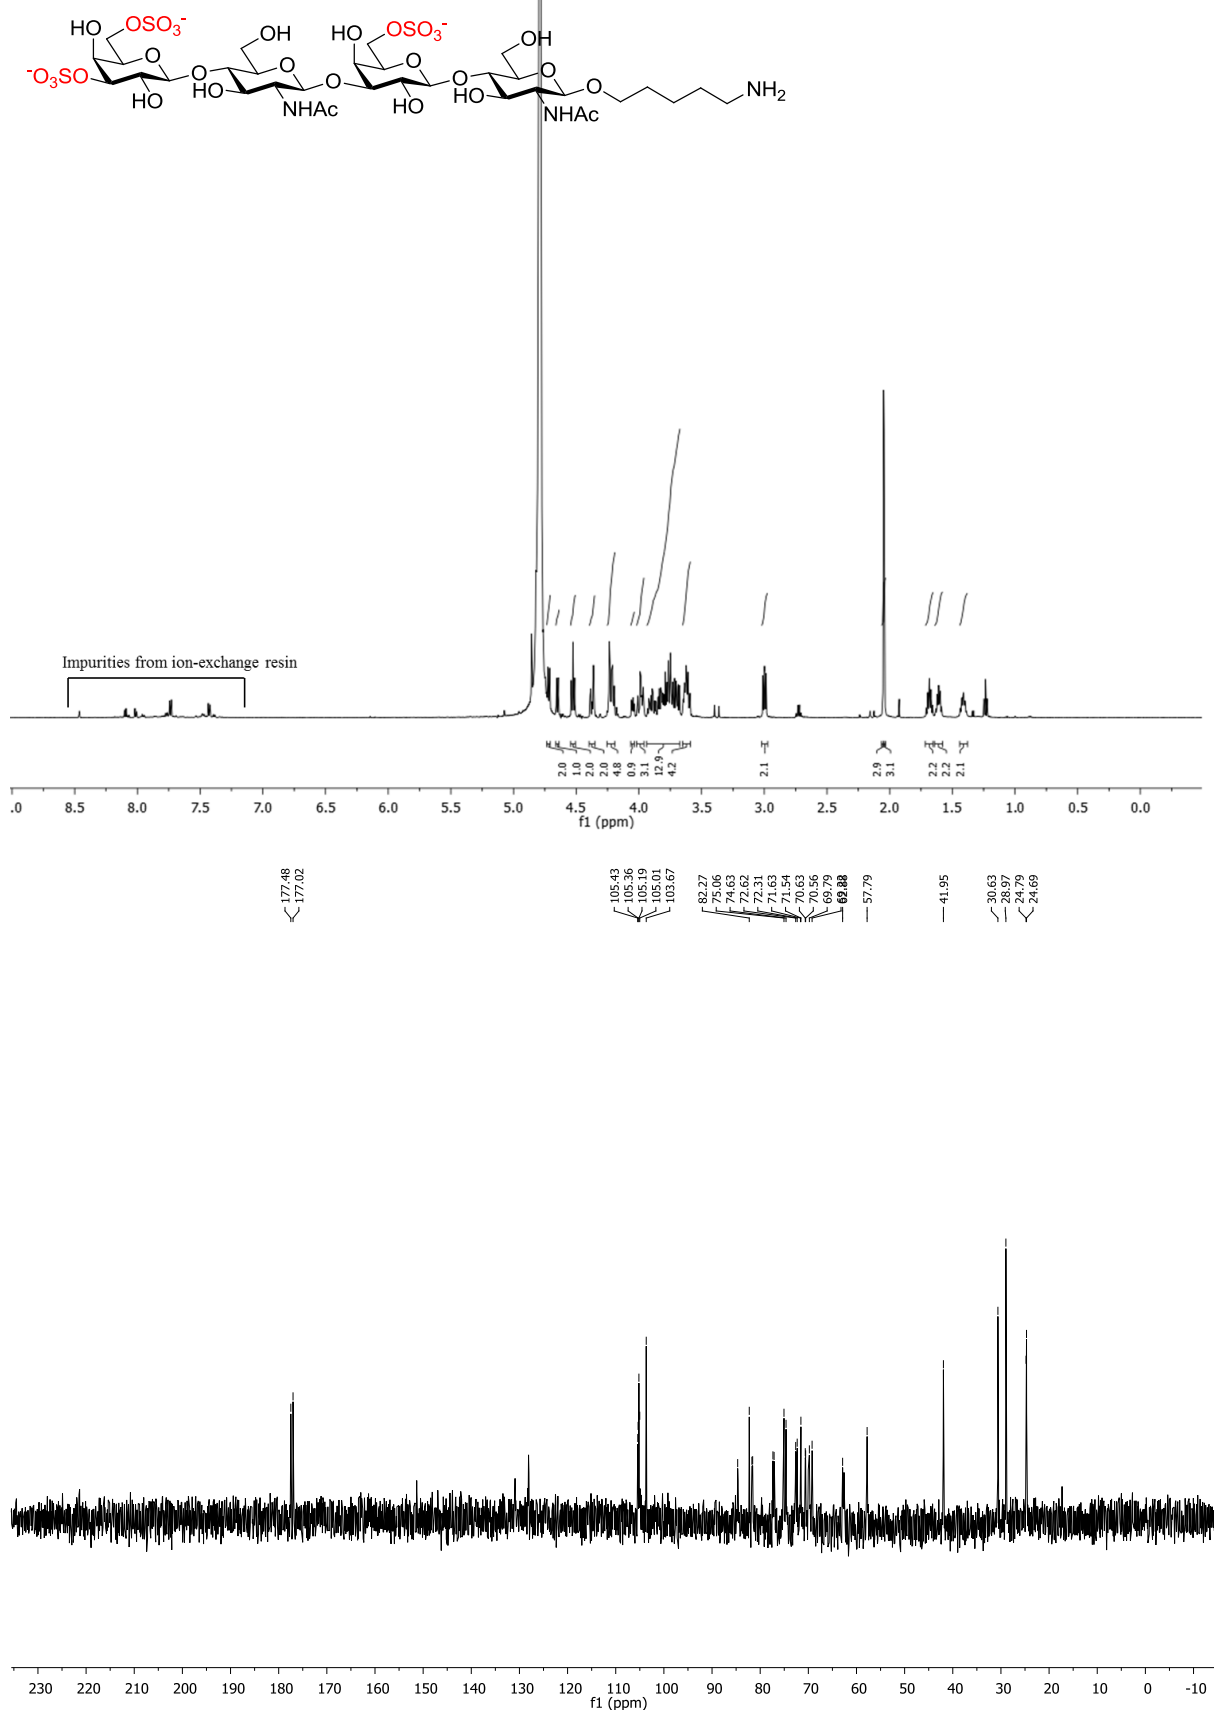 HO OSO3- HO OSO3-
OH OH
-O3SO O O O O O O O O NH2
HO HO NHAc HO HO NHAc
Impurities from ion-exchange resin
2.0 1.0 2.0 2.0 4.8 0.9 3.1 12.9 4.2 2.1 2.9 3.1 2.2 2.2 2.1
.0 8.5 8.0 7.5 7.0 6.5 6.0 5.5 5.0 4.5 4.0 3.5 3.0 2.5 2.0 1.5 1.0 0.5 0.0
f1 (ppm)
177.48 177.02 105.43 105.36 105.19 105.01 103.67 82.27 75.06 74.63 72.62 72.31 71.63 71.54 70.63 70.56 69.79 57.79 41.95 30.63 28.97 24.79 24.69
230 220 210 200 190 180 170 160 150 140 130 120 110 100 90 80 70 60 50 40 30 20 10 0 -10
f1 (ppm)